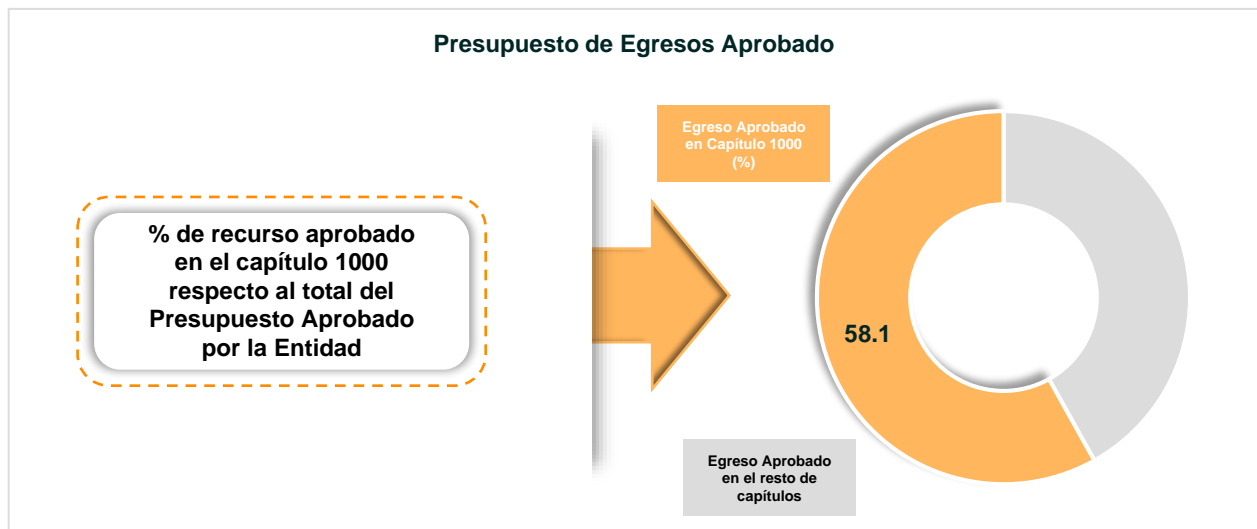 Presupuesto de Egresos Aprobado
Egreso Aprobado
en Capítulo 1000
(%)
% de recurso aprobado
en el capítulo 1000
respecto al total del
Presupuesto Aprobado
por la Entidad
58.1
Egreso Aprobado
en el resto de
capítulos